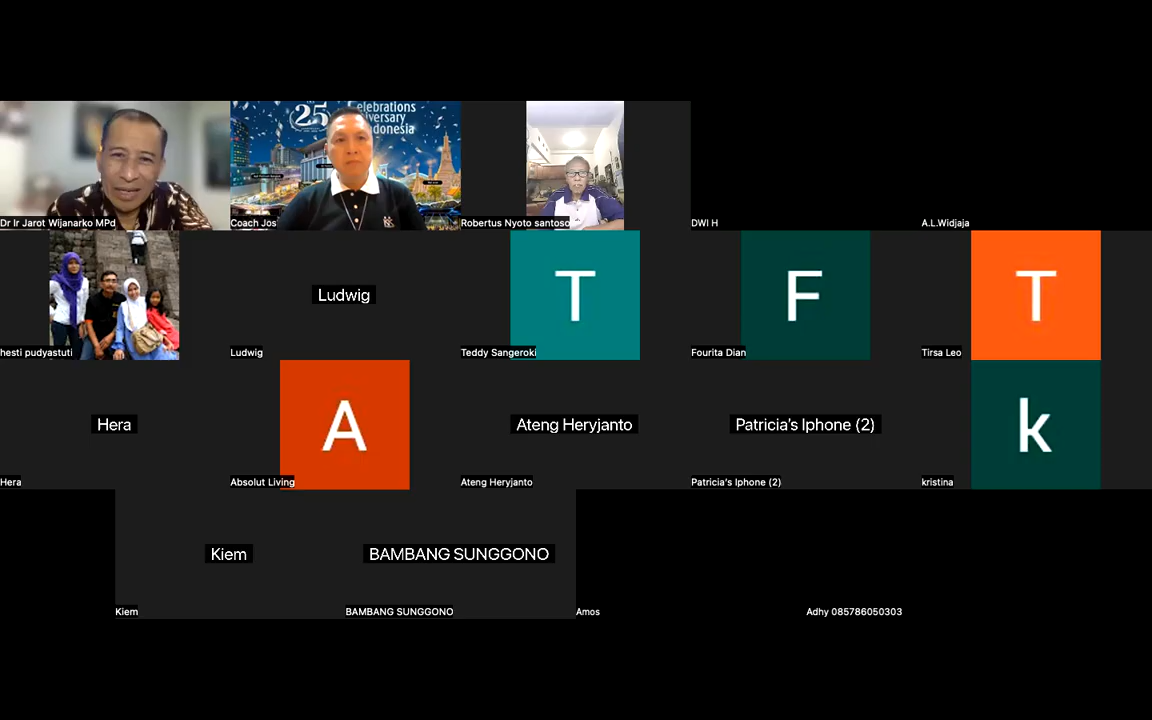 25
Celebrations
Anniversary
Indonesia
Dr Ir Jarot Wijanarko MPd
Coach Jos
Robertus Nyoto santoso
DWI H
A.L.Widjaja
hesti pudyastuti
Ludwig
Ludwig
T
Teddy Sangeroki
F
Fourita Dian
T
Tirsa Leo
Hera
Hera
A
Absolut Living
Ateng Heryjanto
Ateng Heryjanto
Patricia's Iphone (2)
Patricia's Iphone (2)
k
kristina
Kiem
Kiem
BAMBANG SUNGGONO
BAMBANG SUNGGONO
Amos
Adhy 085786050303